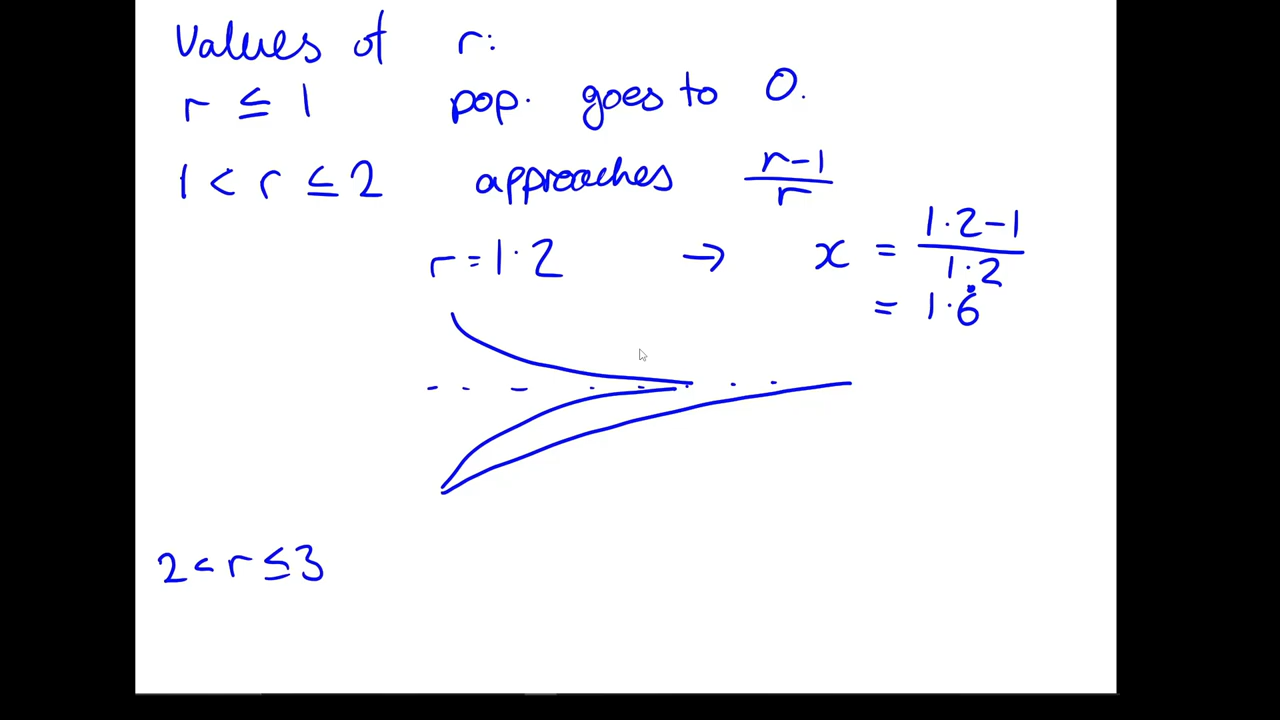 Values of r:
r ≤ 1 pop. goes to 0.
1 < r ≤ 2 approaches (r-1)/r
r = 1·2 → x = (1·2-1)/(1·2)
= 1·6̇
2 < r ≤ 3